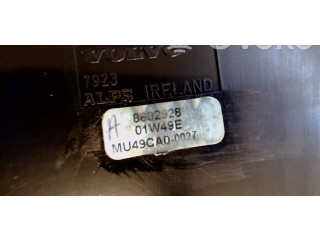 VOLVO
7923
ALPS IRELAND
A
8602928
01W49E
MU49CA0-0027